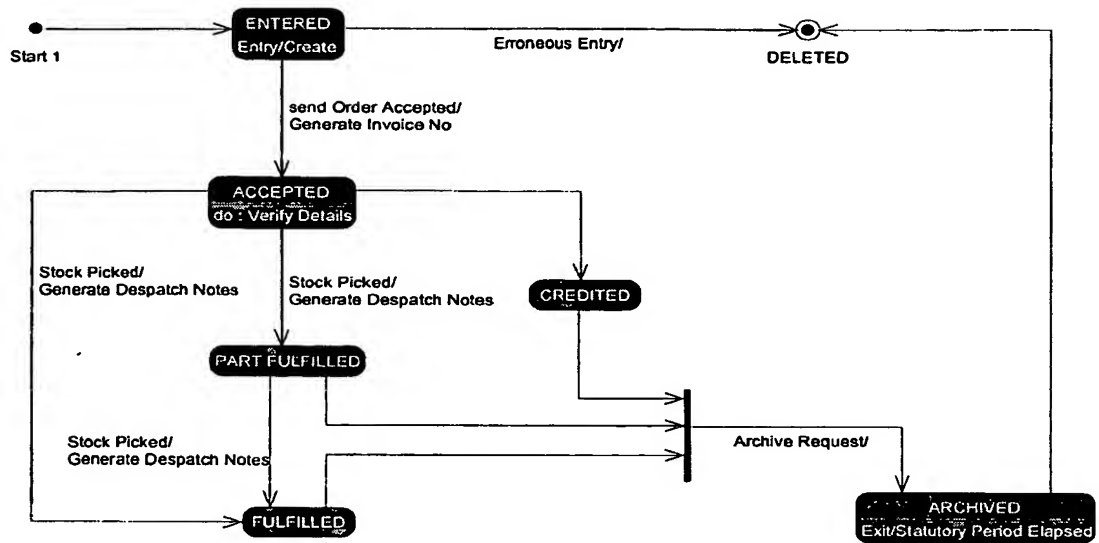 ENTERED
Entry/Create
Start 1
Erroneous Entry/
DELETED
send Order Accepted/
Generate Invoice No
ACCEPTED
do : Verify Details
Stock Picked/
Generate Despatch Notes
Stock Picked/
Generate Despatch Notes
CREDITED
PART FULFILLED
Stock Picked/
Generate Despatch Notes
Archive Request/
FULFILLED
ARCHIVED
Exit/Statutory Period Elapsed